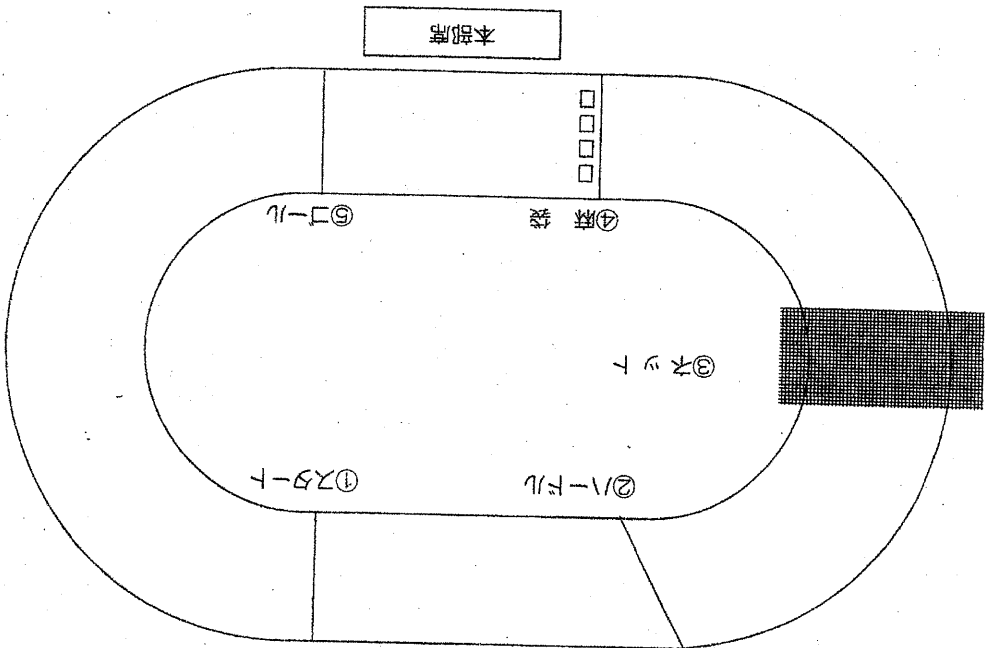 ①スタート
②ハードル
③ネット
④麻袋
⑤ゴール
本部席